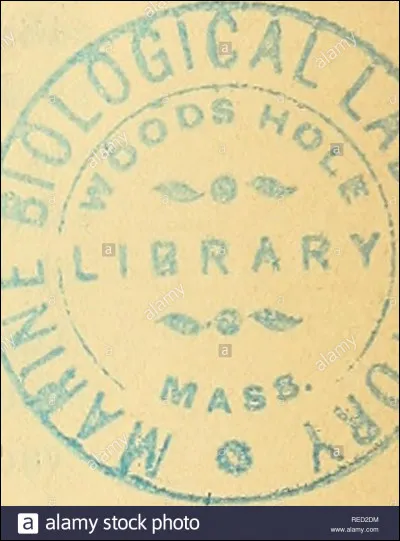 MARINE BIOLOGICAL LABORATORY
WOODS HOLE
LIBRARY
MASS.
a alamy stock photo
RED2DM
www.alamy.com